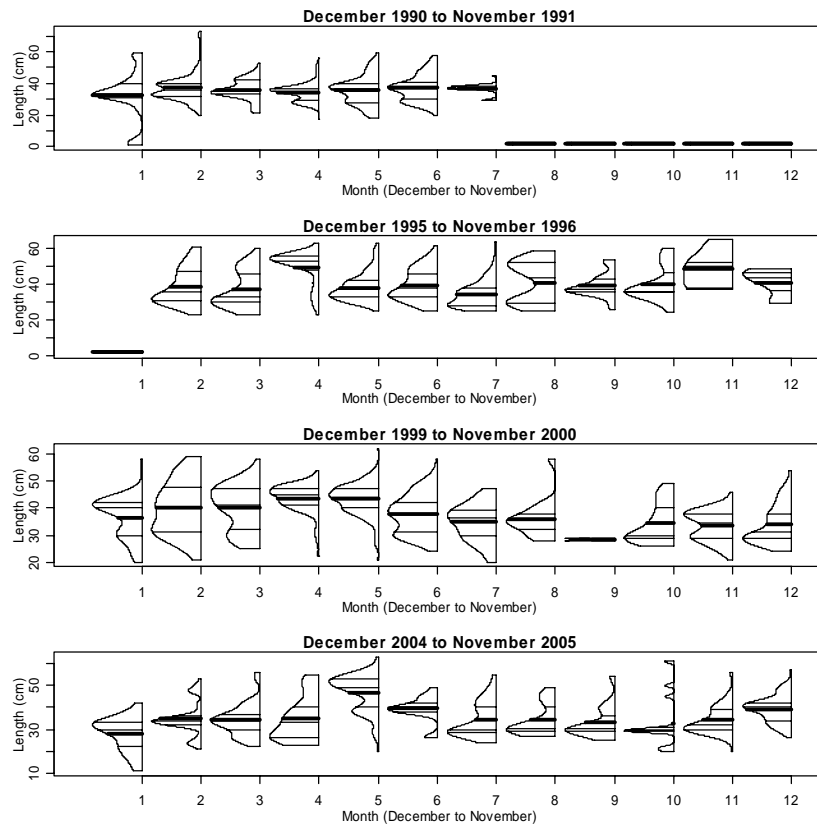 December 1990 to November 1991
Length (cm)
0 20 40 60
1 2 3 4 5 6 7 8 9 10 11 12
Month (December to November)
December 1995 to November 1996
Length (cm)
0 20 40 60
1 2 3 4 5 6 7 8 9 10 11 12
Month (December to November)
December 1999 to November 2000
Length (cm)
20 30 40 50 60
1 2 3 4 5 6 7 8 9 10 11 12
Month (December to November)
December 2004 to November 2005
Length (cm)
10 30 50
1 2 3 4 5 6 7 8 9 10 11 12
Month (December to November)